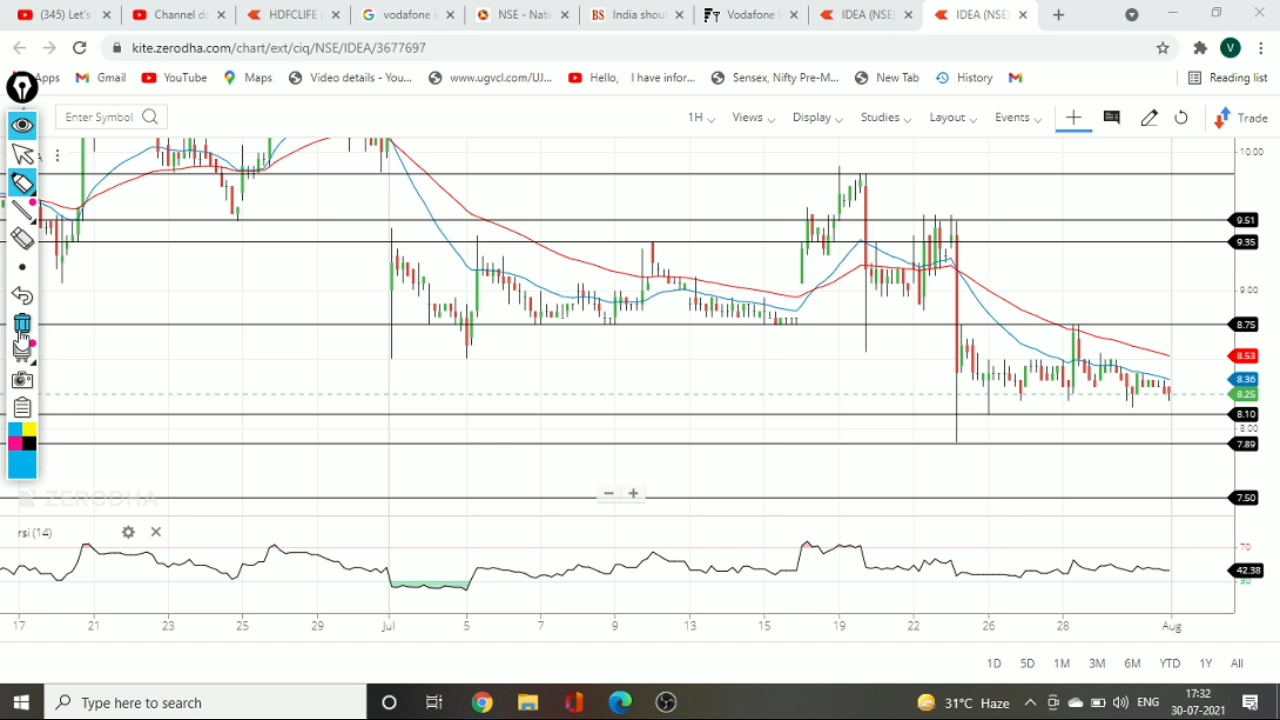 (345) Let's
Channel da
HDFCLIFE (
vodafone i
NSE - Nati
India shou
Vodafone I
IDEA (NSE)
IDEA (NSE
kite.zerodha.com/chart/ext/ciq/NSE/IDEA/3677697
V
Apps
Gmail
YouTube
Maps
Video details - You...
www.ugvcl.com/UJ...
Hello, I have infor...
Sensex, Nifty Pre-M...
New Tab
History
Reading list
Enter Symbol
1H
Views
Display
Studies
Layout
Events
Trade
10.00
9.51
9.35
9.00
8.75
8.53
8.36
8.25
8.10
8.00
7.89
7.50
ZERODHA
rsi (14)
70
42.38
30
17 21 23 25 29 Jul 5 7 9 13 15 19 22 26 28 Aug
1D 5D 1M 3M 6M YTD 1Y All
Type here to search
31°C Haze
ENG
17:32
30-07-2021